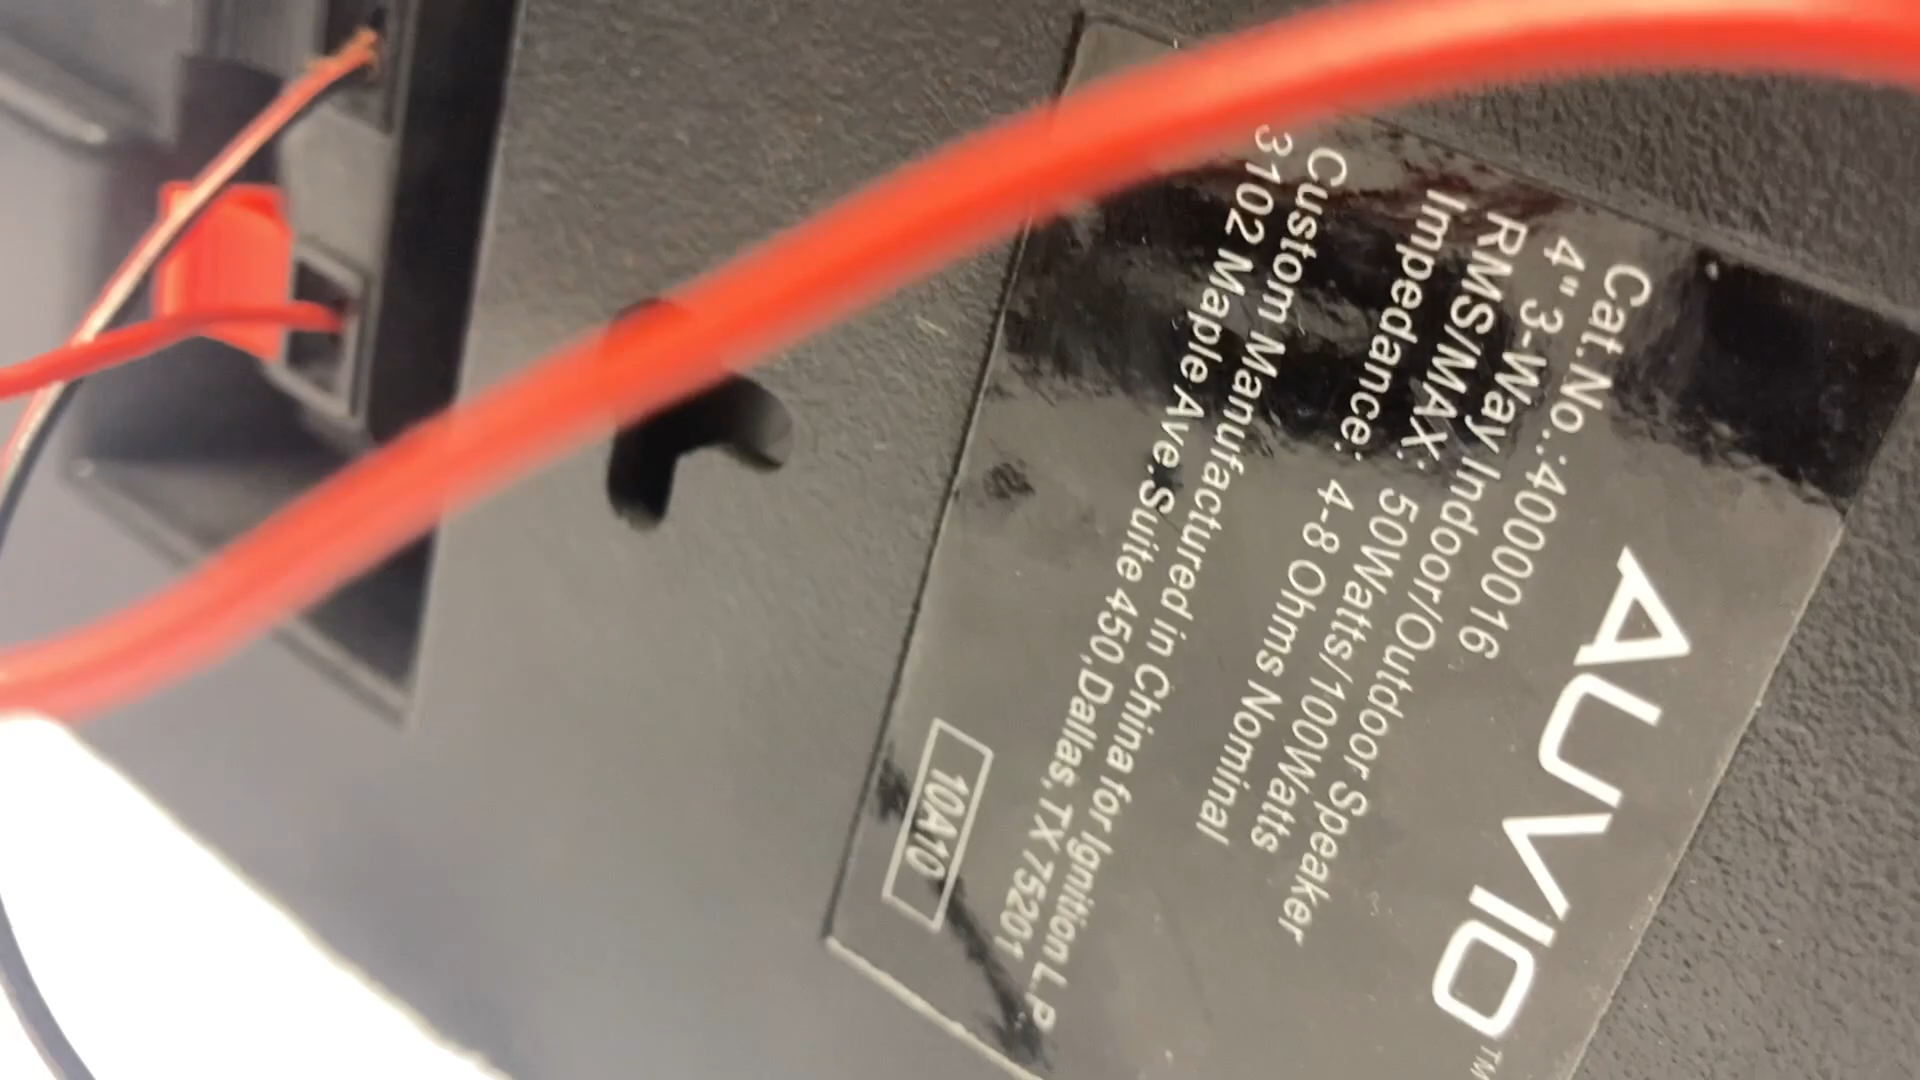 AUVIO™
Cat.No.:4000016
4" 3-Way Indoor/Outdoor Speaker
RMS/MAX: 50Watts/100Watts
Impedance: 4-8 Ohms Nominal
Custom Manufactured in China for Ignition L.P.
3102 Maple Ave.Suite 450,Dallas,TX 75201
10A10